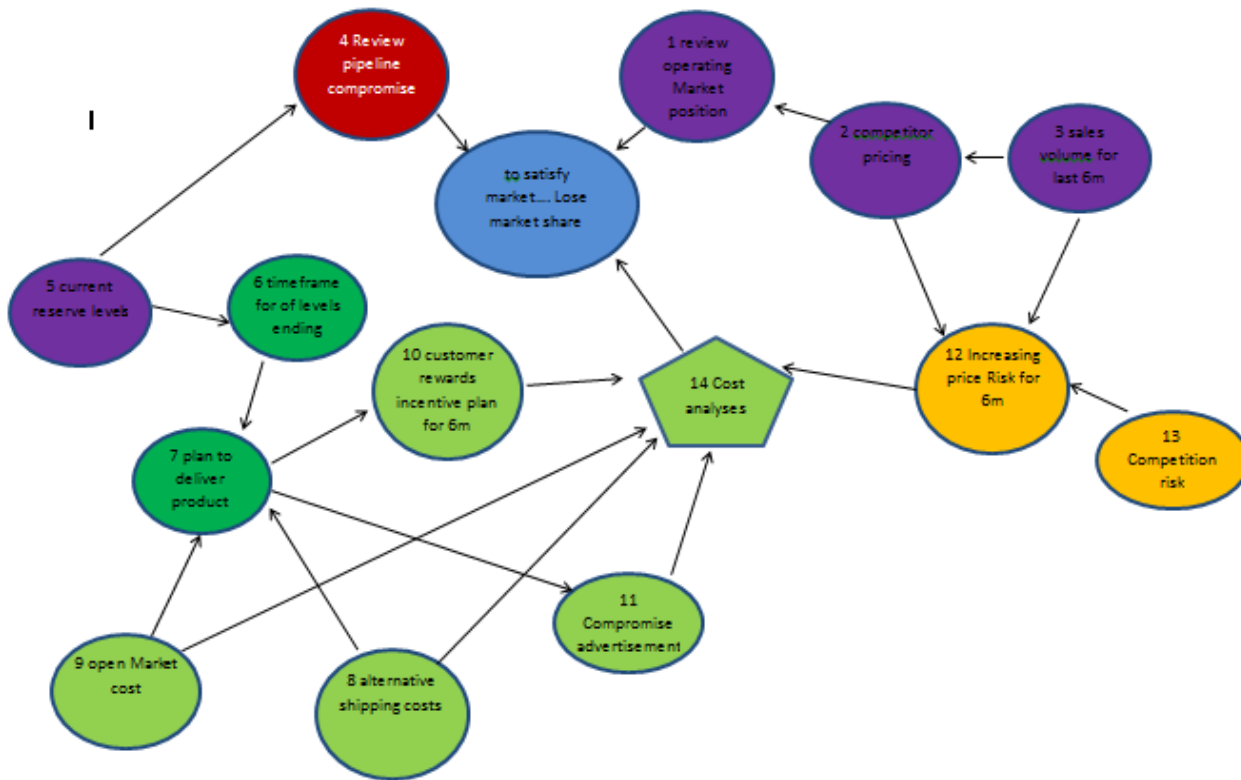 4 Review
pipeline
compromise
1 review
operating
Market
position
2 competitor
pricing
3 sales
volume for
last 6m
I
to satisfy
market.... Lose
market share
5 current
reserve levels
6 timeframe
for of levels
ending
10 customer
rewards
incentive plan
for 6m
14 Cost
analyses
12 Increasing
price Risk for
6m
13
Competition
risk
7 plan to
deliver
product
11
Compromise
advertisement
9 open Market
cost
8 alternative
shipping costs